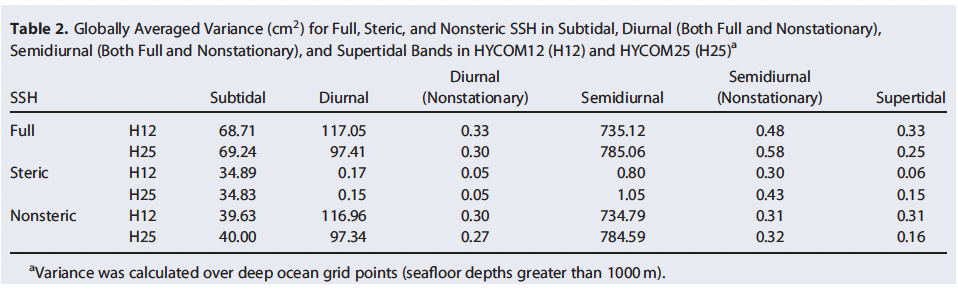 Table 2. Globally Averaged Variance (cm²) for Full, Steric, and Nonsteric SSH in Subtidal, Diurnal (Both Full and Nonstationary),
Semidiurnal (Both Full and Nonstationary), and Supertidal Bands in HYCOM12 (H12) and HYCOM25 (H25)ᵃ
Diurnal Semidiurnal
SSH Subtidal Diurnal (Nonstationary) Semidiurnal (Nonstationary) Supertidal
Full H12 68.71 117.05 0.33 735.12 0.48 0.33
H25 69.24 97.41 0.30 785.06 0.58 0.25
Steric H12 34.89 0.17 0.05 0.80 0.30 0.06
H25 34.83 0.15 0.05 1.05 0.43 0.15
Nonsteric H12 39.63 116.96 0.30 734.79 0.31 0.31
H25 40.00 97.34 0.27 784.59 0.32 0.16
ᵃVariance was calculated over deep ocean grid points (seafloor depths greater than 1000 m).